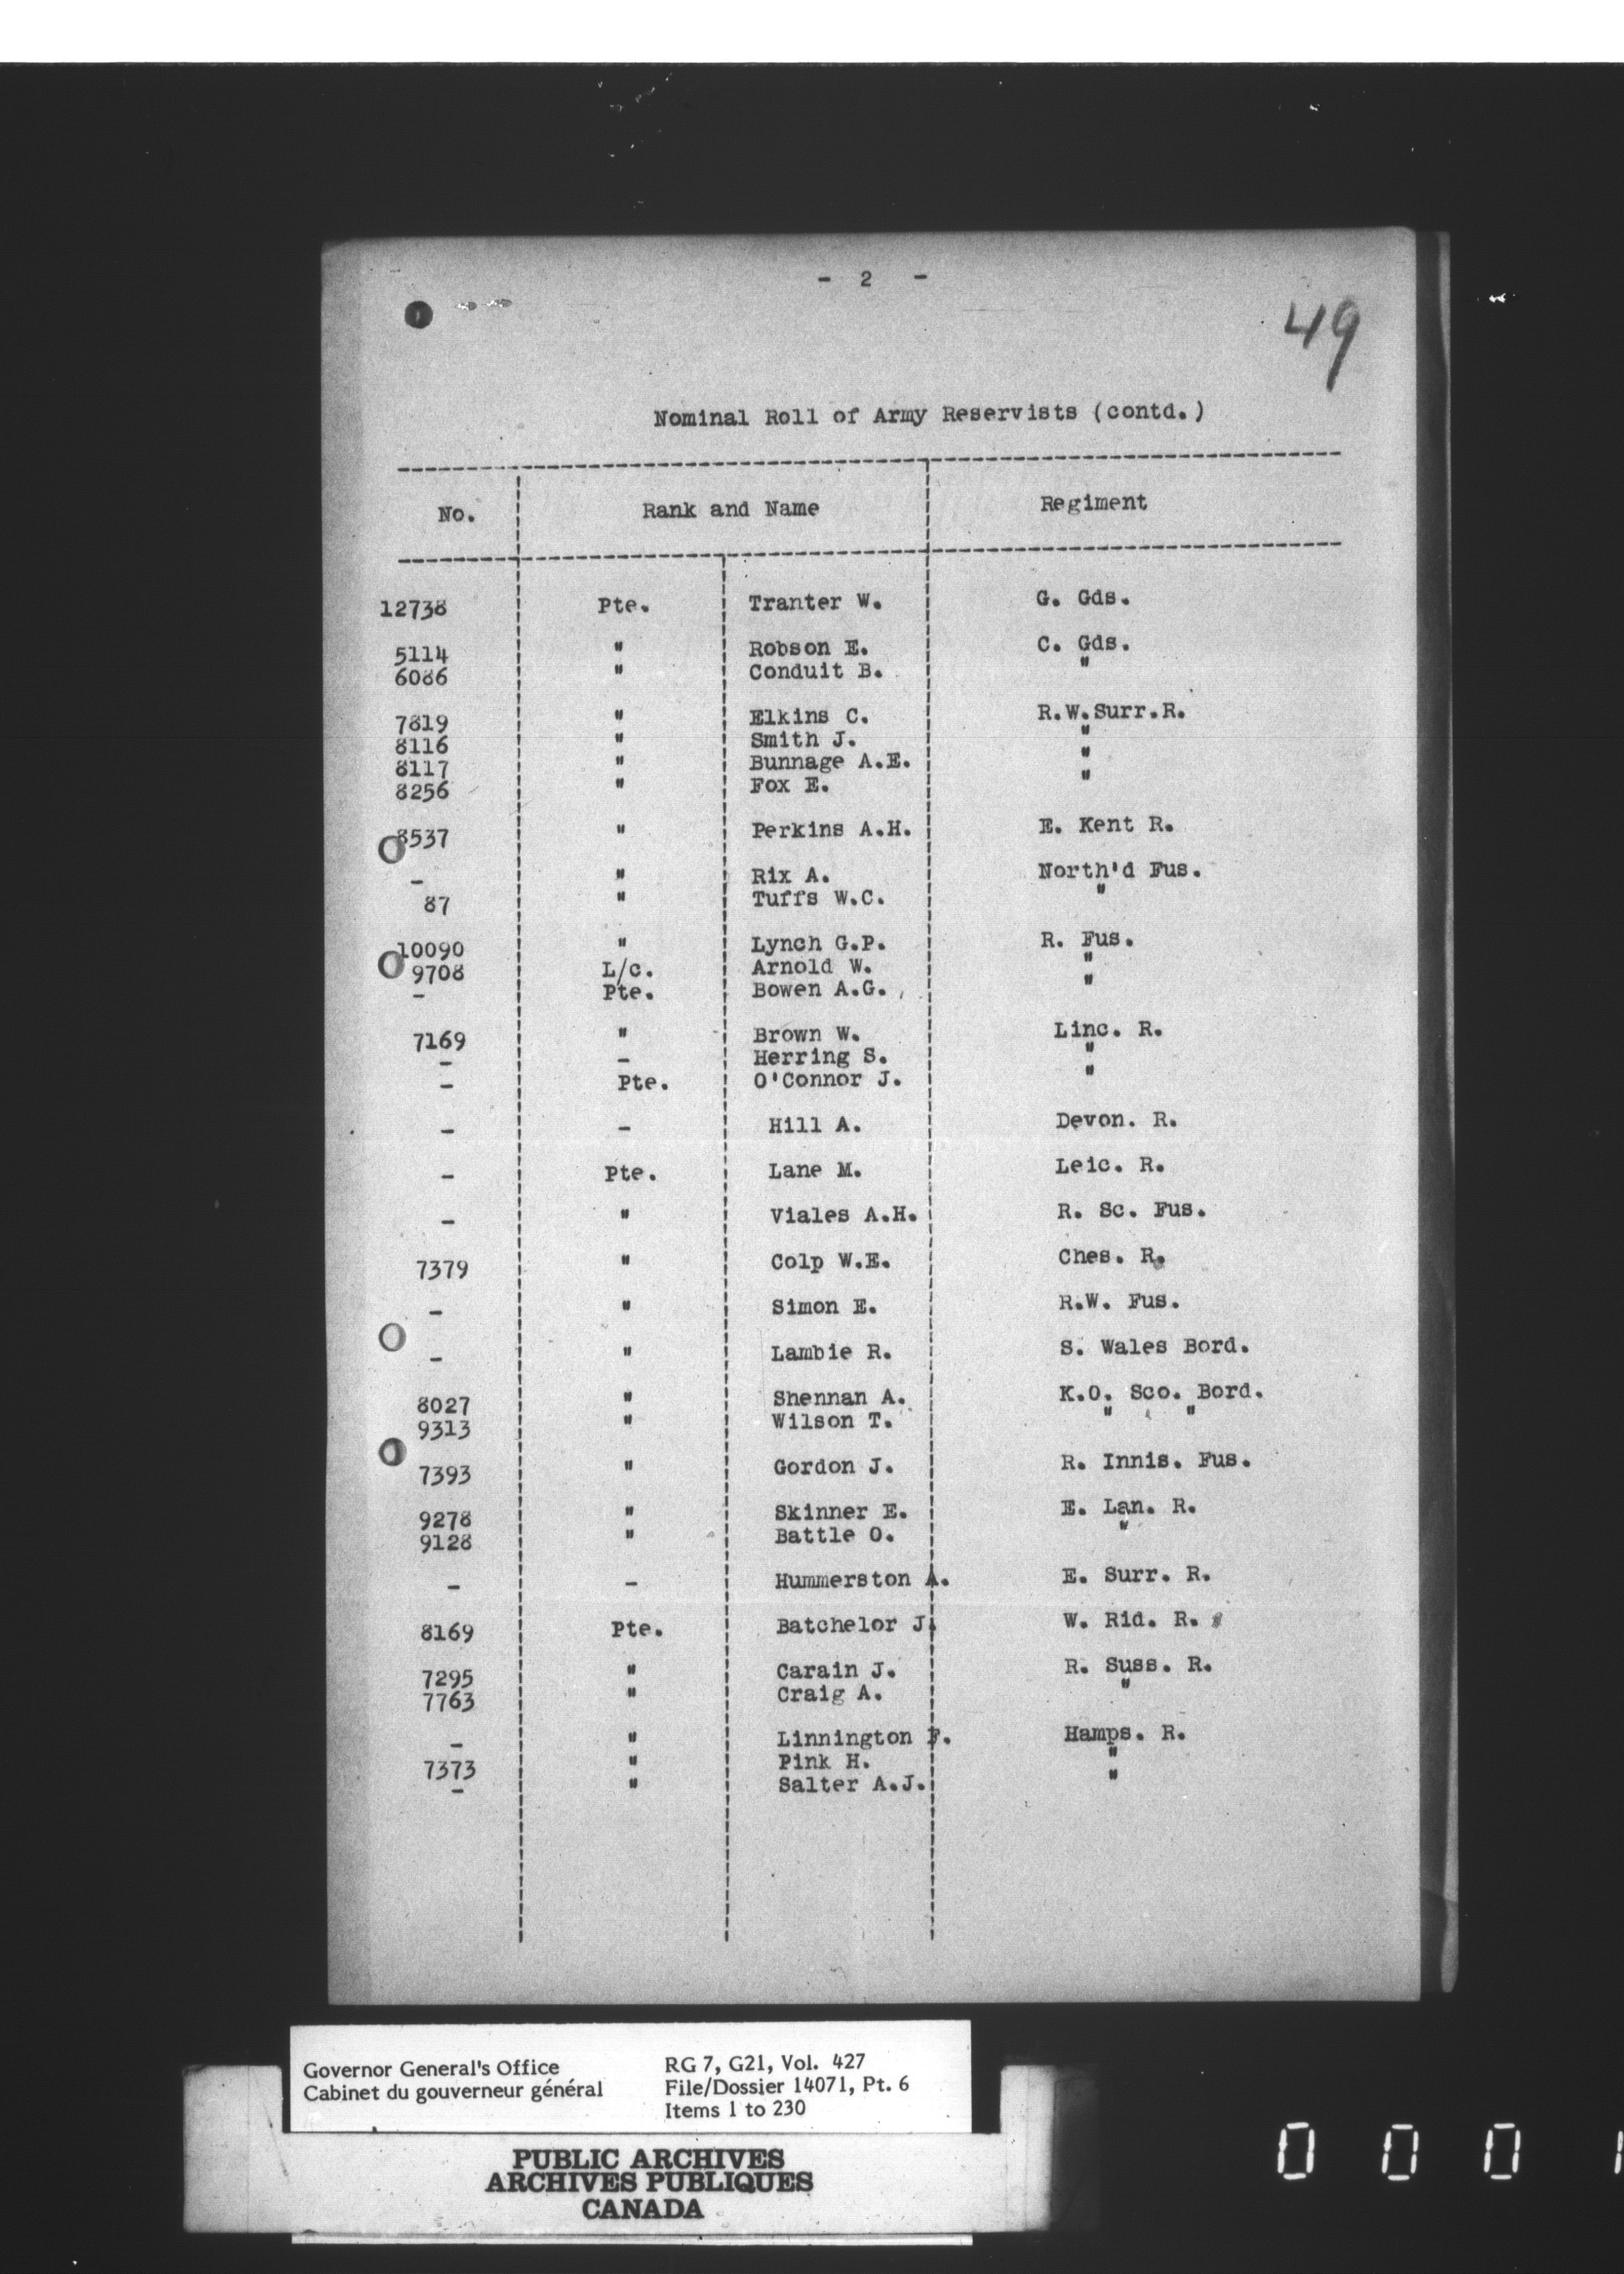 - 2 -
49
Nominal Roll of Army Reservists (contd.)
No. Rank and Name Regiment
12738 Pte. Tranter W. G. Gds.
5114 " Robson E. C. Gds.
6086 " Conduit B. "
7819 " Elkins C. R.W.Surr.R.
8116 " Smith J. "
8117 " Bunnage A.E. "
8256 " Fox E. "
8537 " Perkins A.H. E. Kent R.
- " Rix A. North'd Fus.
87 " Tuffs W.C. "
10090 " Lynch G.P. R. Fus.
9708 L/c. Arnold W. "
- Pte. Bowen A.G. "
7169 " Brown W. Linc. R.
- - Herring S. "
- Pte. O'Connor J. "
- - Hill A. Devon. R.
- Pte. Lane M. Leic. R.
- " Viales A.H. R. Sc. Fus.
7379 " Colp W.E. Ches. R.
- " Simon E. R.W. Fus.
- " Lambie R. S. Wales Bord.
8027 " Shennan A. K.O. Sco. Bord.
9313 " Wilson T. " "
7393 " Gordon J. R. Innis. Fus.
9278 " Skinner E. E. Lan. R.
9128 " Battle O. "
- - Hummerston A. E. Surr. R.
8169 Pte. Batchelor J. W. Rid. R.
7295 " Carain J. R. Suss. R.
7763 " Craig A. "
- " Linnington F. Hamps. R.
7373 " Pink H. "
- " Salter A.J. "
Governor General's Office RG 7, G21, Vol. 427
Cabinet du gouverneur général File/Dossier 14071, Pt. 6
Items 1 to 230
PUBLIC ARCHIVES
ARCHIVES PUBLIQUES
CANADA
0 0 0